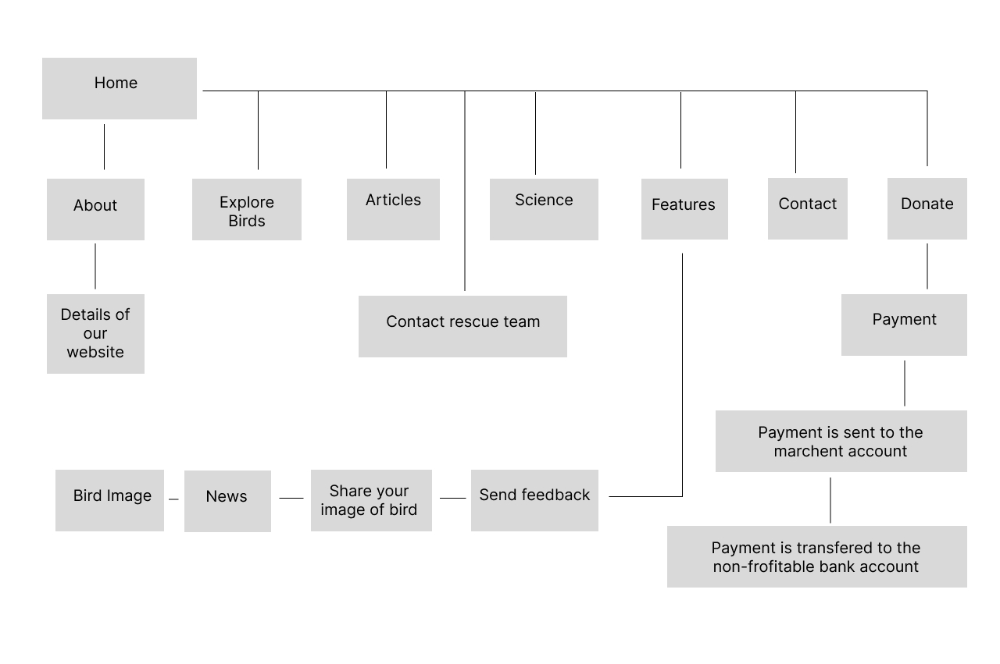 Home
About
Explore
Birds
Articles
Science
Features
Contact
Donate
Details of
our
website
Contact rescue team
Payment
Payment is sent to the
marchent account
Bird Image
News
Share your
image of bird
Send feedback
Payment is transfered to the
non-frofitable bank account